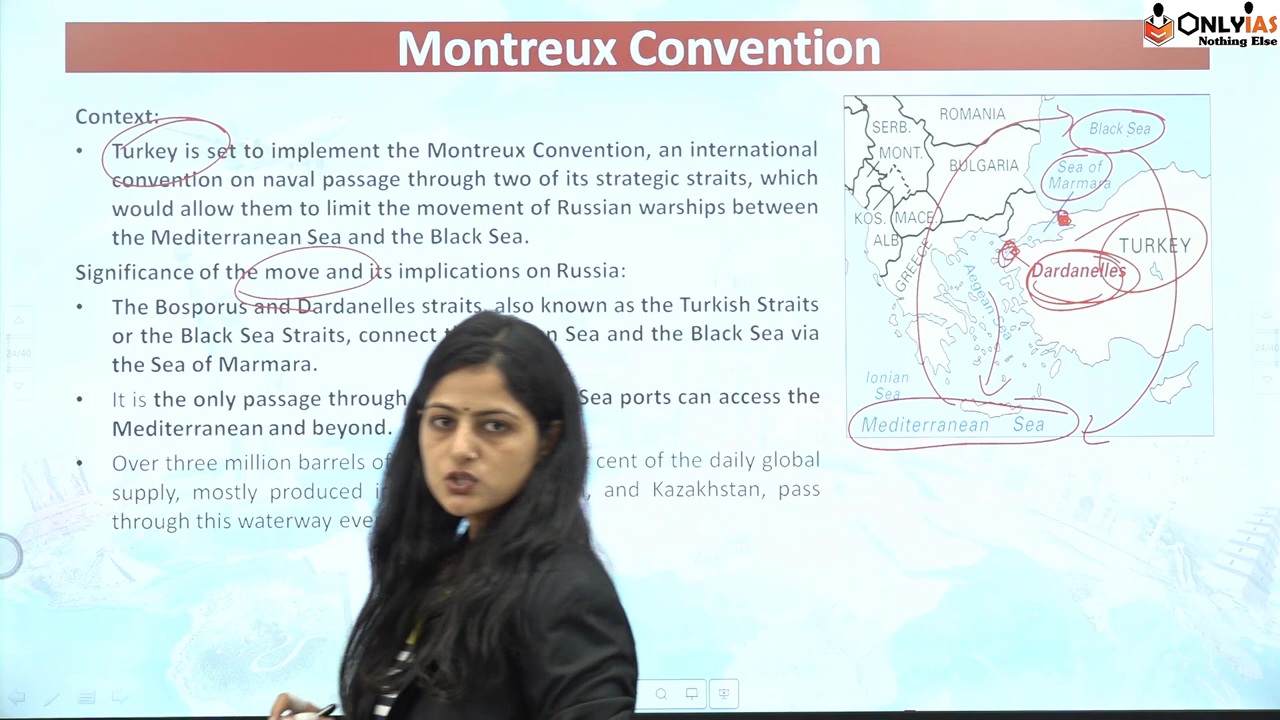 ONLYIAS
Nothing Else
Montreux Convention
Context:
• Turkey is set to implement the Montreux Convention, an international
convention on naval passage through two of its strategic straits, which
would allow them to limit the movement of Russian warships between
the Mediterranean Sea and the Black Sea.
Significance of the move and its implications on Russia:
• The Bosporus and Dardanelles straits, also known as the Turkish Straits
or the Black Sea Straits, connect Sea and the Black Sea via
the Sea of Marmara.
• It is the only passage through Sea ports can access the
Mediterranean and beyond.
• Over three million barrels of cent of the daily global
supply, mostly produced and Kazakhstan, pass
through this waterway
ROMANIA
SERB.
MONT.
BULGARIA
KOS.
MACE.
ALB.
GREECE
Black Sea
Sea of
Marmara
TURKEY
Dardanelles
Aegean Sea
Ionian
Sea
Mediterranean Sea
24/40
24/40